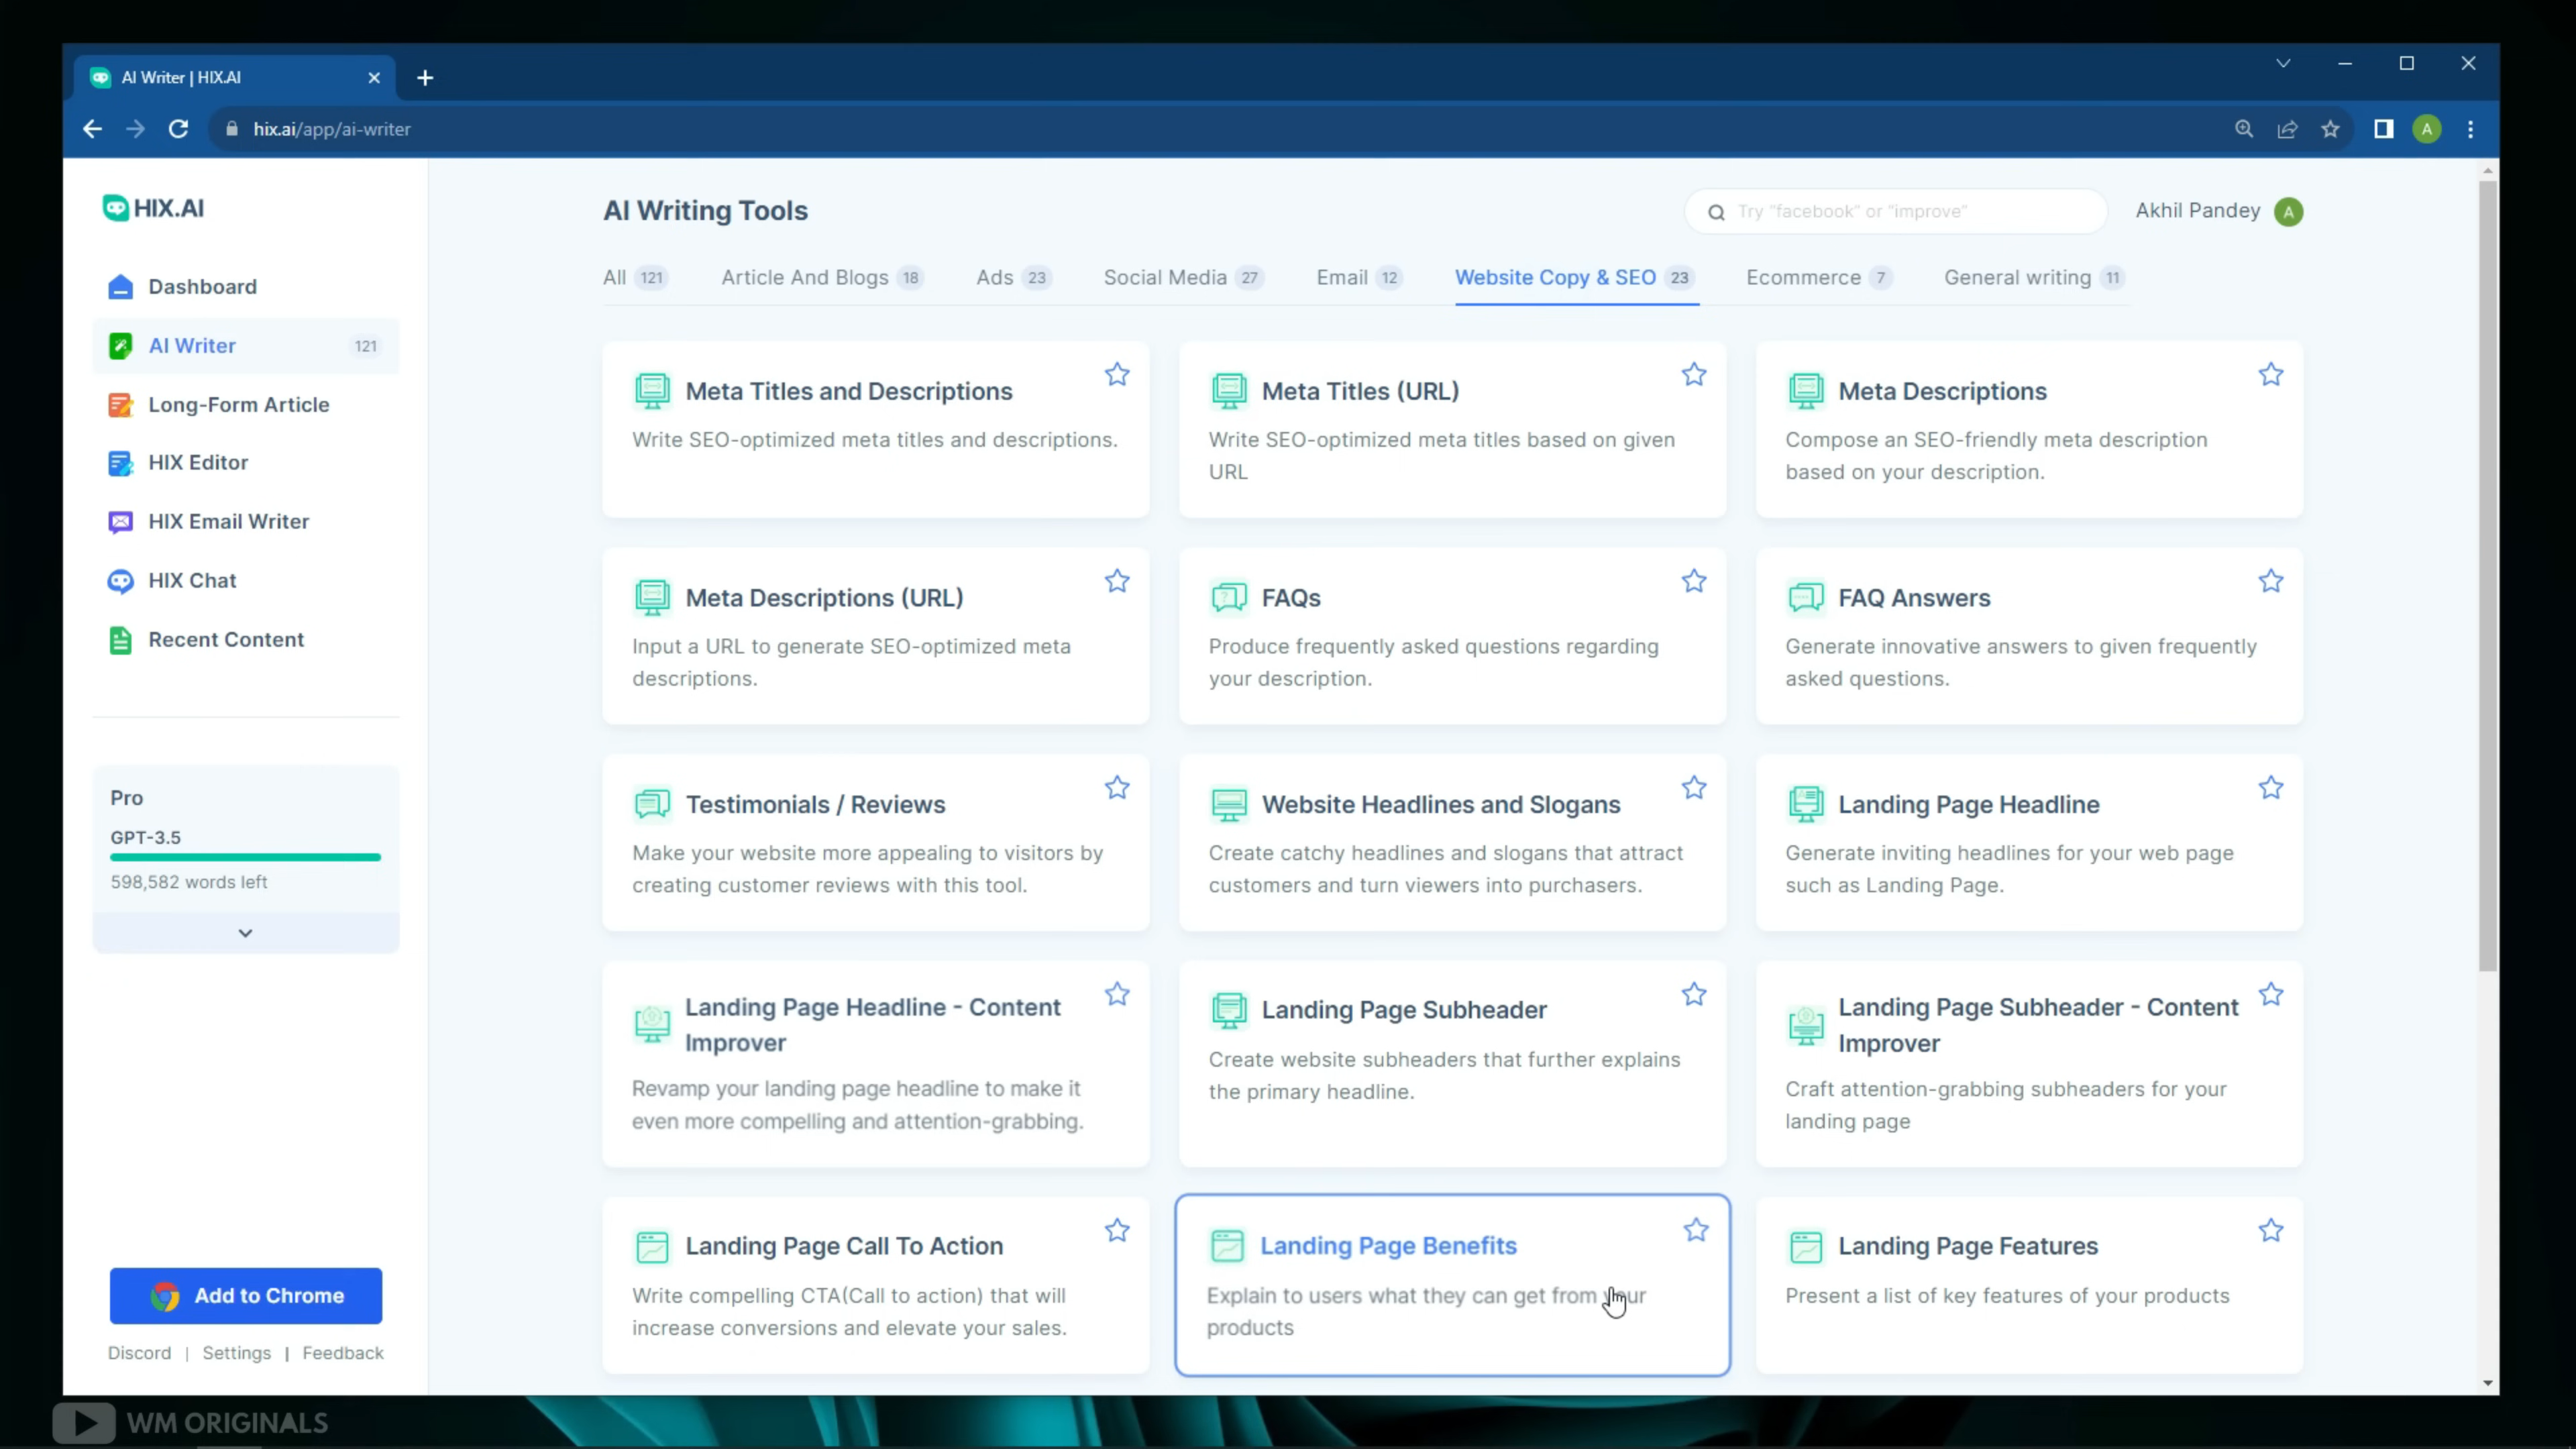 AI Writer | HIX.AI
hix.ai/app/ai-writer
A
HIX.AI
Dashboard
AI Writer 121
Long-Form Article
HIX Editor
HIX Email Writer
HIX Chat
Recent Content
Pro
GPT-3.5
598,582 words left
Add to Chrome
Discord | Settings | Feedback
AI Writing Tools
Try "facebook" or "improve"
Akhil Pandey A
All 121 Article And Blogs 18 Ads 23 Social Media 27 Email 12 Website Copy & SEO 23 Ecommerce 7 General writing 11
Meta Titles and Descriptions
Write SEO-optimized meta titles and descriptions.
Meta Titles (URL)
Write SEO-optimized meta titles based on given
URL
Meta Descriptions
Compose an SEO-friendly meta description
based on your description.
Meta Descriptions (URL)
Input a URL to generate SEO-optimized meta
descriptions.
FAQs
Produce frequently asked questions regarding
your description.
FAQ Answers
Generate innovative answers to given frequently
asked questions.
Testimonials / Reviews
Make your website more appealing to visitors by
creating customer reviews with this tool.
Website Headlines and Slogans
Create catchy headlines and slogans that attract
customers and turn viewers into purchasers.
Landing Page Headline
Generate inviting headlines for your web page
such as Landing Page.
Landing Page Headline - Content
Improver
Revamp your landing page headline to make it
even more compelling and attention-grabbing.
Landing Page Subheader
Create website subheaders that further explains
the primary headline.
Landing Page Subheader - Content
Improver
Craft attention-grabbing subheaders for your
landing page
Landing Page Call To Action
Write compelling CTA(Call to action) that will
increase conversions and elevate your sales.
Landing Page Benefits
Explain to users what they can get from your
products
Landing Page Features
Present a list of key features of your products
WM ORIGINALS